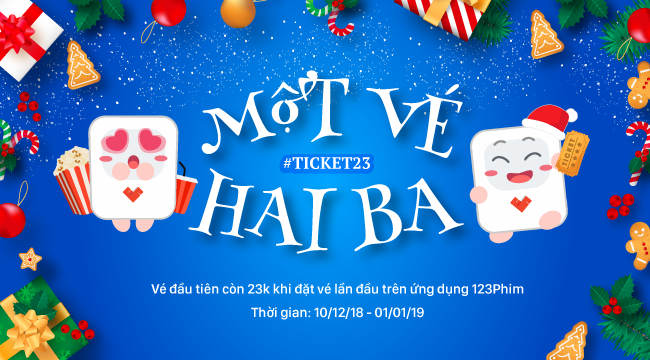 MỘT VÉ
#TICKET23
HAI BA
TICKET
Vé đầu tiên còn 23k khi đặt vé lần đầu trên ứng dụng 123Phim
Thời gian: 10/12/18 - 01/01/19